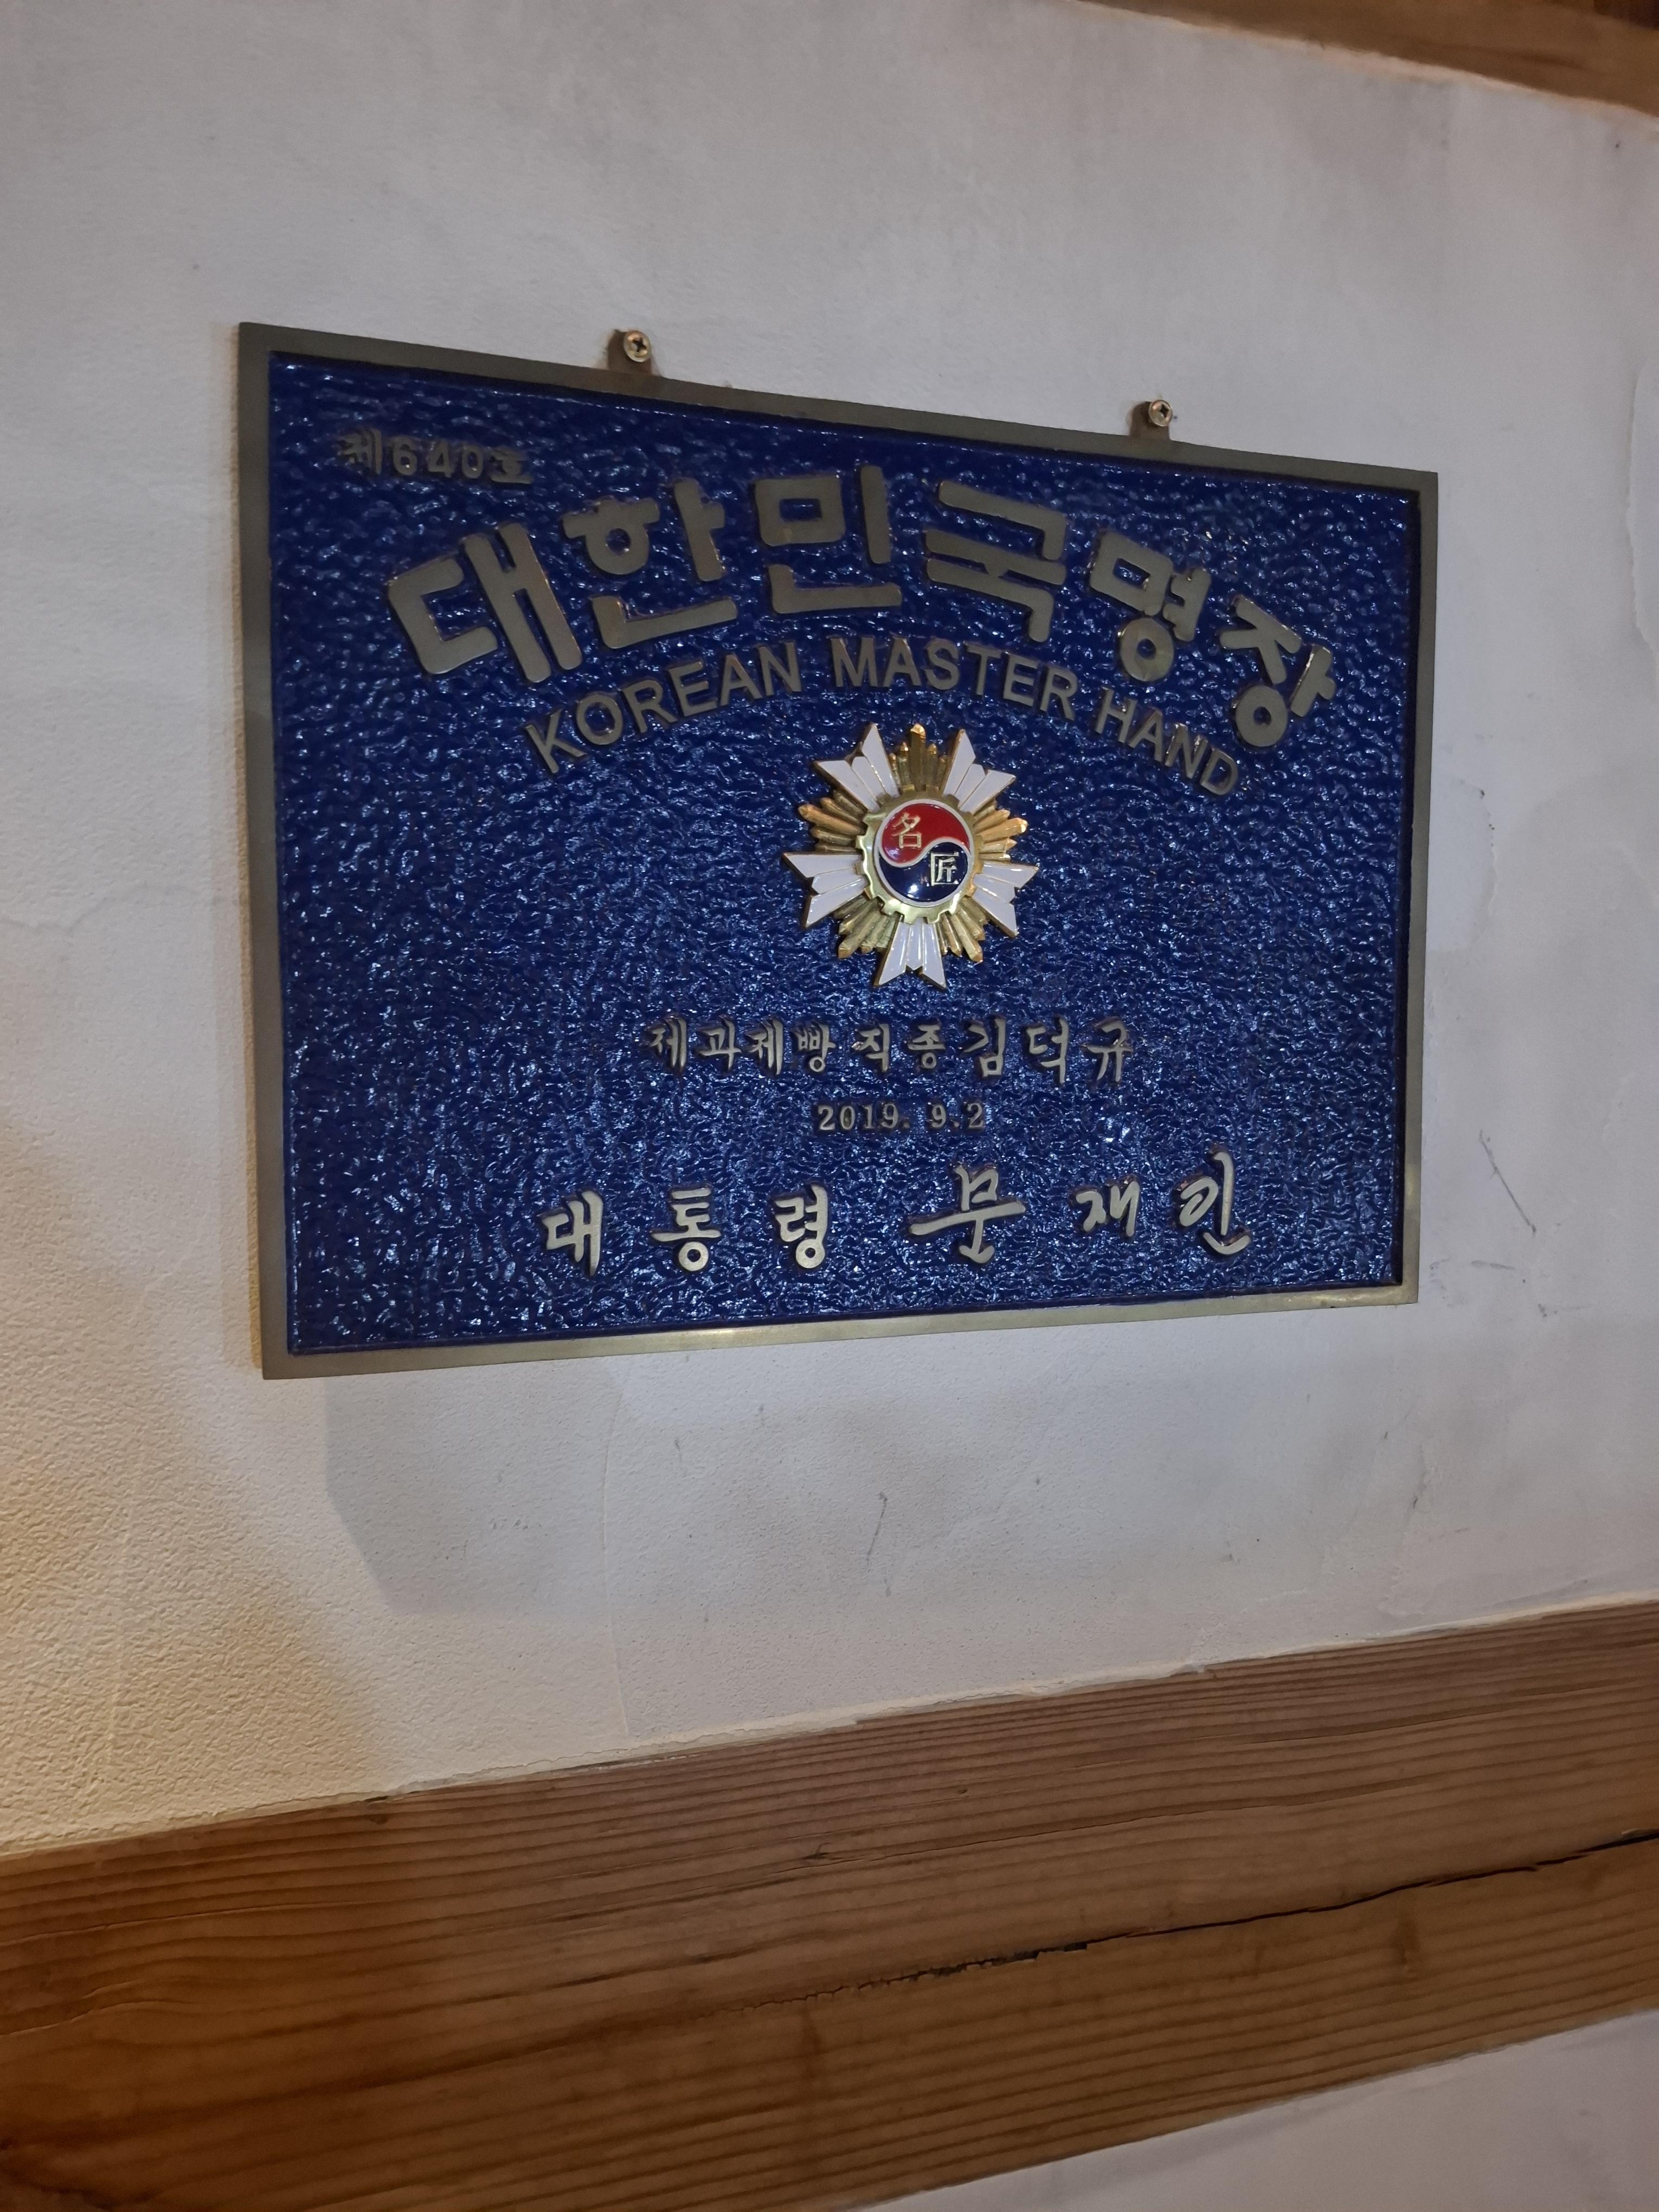 제640호
대한민국명장
KOREAN MASTER HAND
名
匠
제과제빵 직종 김덕규
2019. 9.2
대통령 문재인